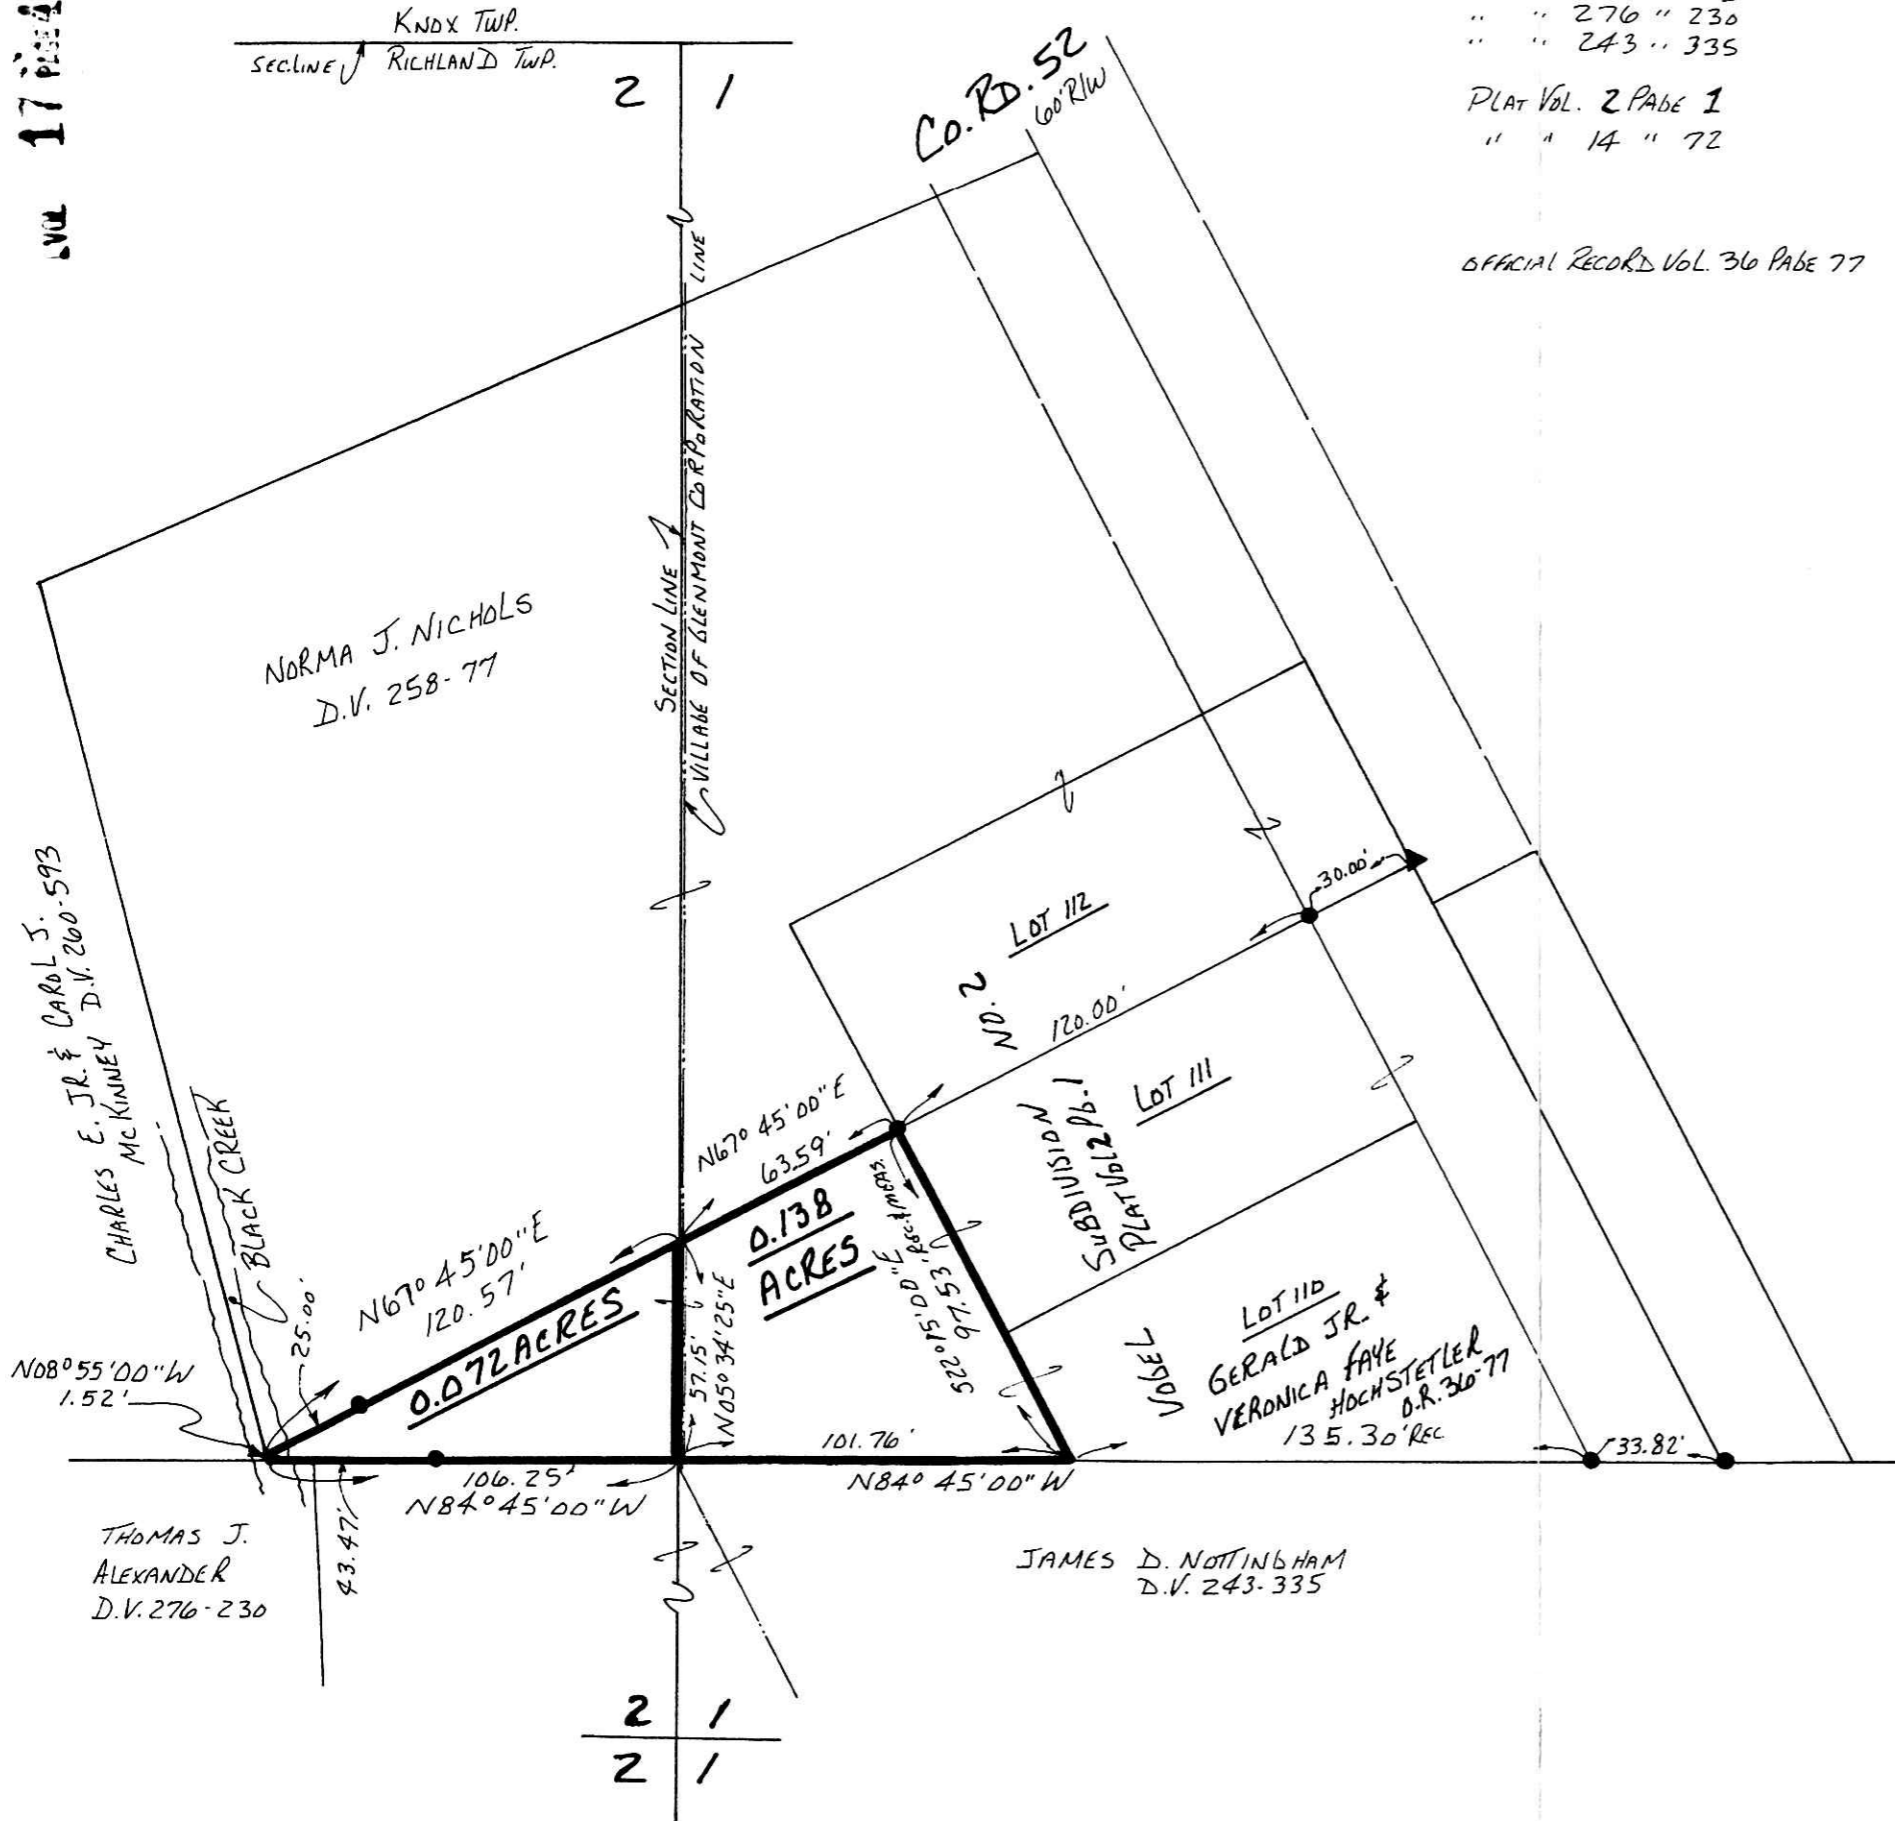 VOL 17
KNOX TWP.
SEC. LINE RICHLAND TWP.
2 1
CO. RD. 52
60' R/W
" " 276 " 230
" " 243 " 335
PLAT VOL. 2 PAGE 1
" " 14 " 72
OFFICIAL RECORD VOL. 36 PAGE 77
SECTION LINE
VILLAGE OF GLENMONT CORPORATION LINE
NORMA J. NICHOLS
D.V. 258-77
CHARLES E. JR. & CAROL J.
MCKINNEY D.V. 260-593
BLACK CREEK
LOT 112
30.00'
NO. 2
120.00'
LOT 111
SUBDIVISION
PLAT VOL 2 PG. 1
N67° 45' 00" E
63.59'
0.138
ACRES
S22° 15' 00" E
97.53' REC. & MEAS.
N67° 45' 00" E
120.57'
0.072 ACRES
25.00'
57.15'
N05° 34' 25" E
N08° 55' 00" W
1.52'
LOT 110
VOGEL
GERALD JR. &
VERONICA FAYE
HOCHSTETLER
O.R. 36-77
135.30' REC.
33.82'
101.76'
N84° 45' 00" W
106.25'
N84° 45' 00" W
43.47'
THOMAS J.
ALEXANDER
D.V. 276-230
JAMES D. NOTTINGHAM
D.V. 243-335
2 1
2 1